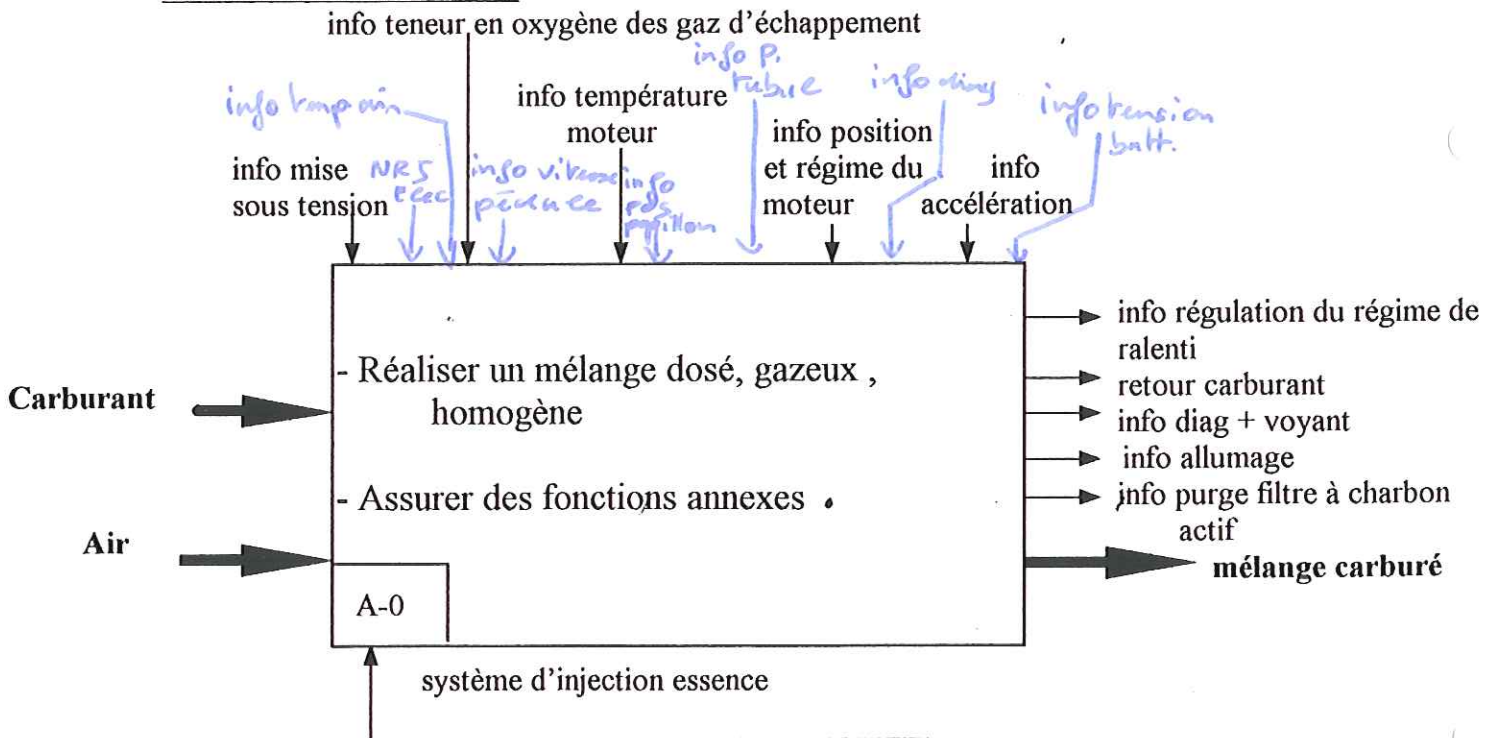 info teneur en oxygène des gaz d'échappement
info P.
tubue
info diag
info temp air
info température
moteur
info tension
batt.
info position
et régime du
moteur
info
accélération
info mise
sous tension
NRJ
élec
info vitesse
info
pos
papillon
- Réaliser un mélange dosé, gazeux ,
homogène
- Assurer des fonctions annexes .
Carburant
Air
A-0
info régulation du régime de
ralenti
retour carburant
info diag + voyant
info allumage
info purge filtre à charbon
actif
mélange carburé
système d'injection essence